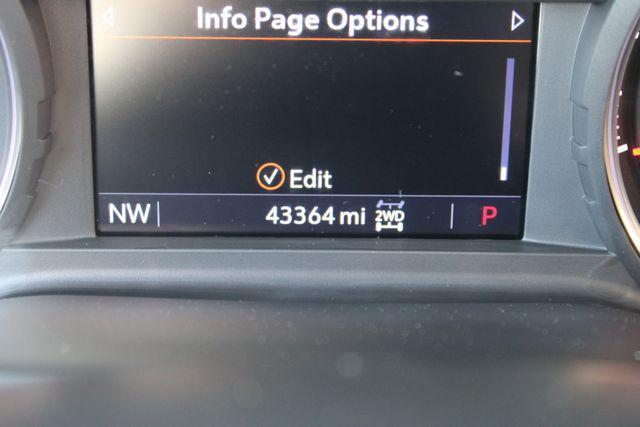 Info Page Options
Edit
NW 43364 mi 2WD P